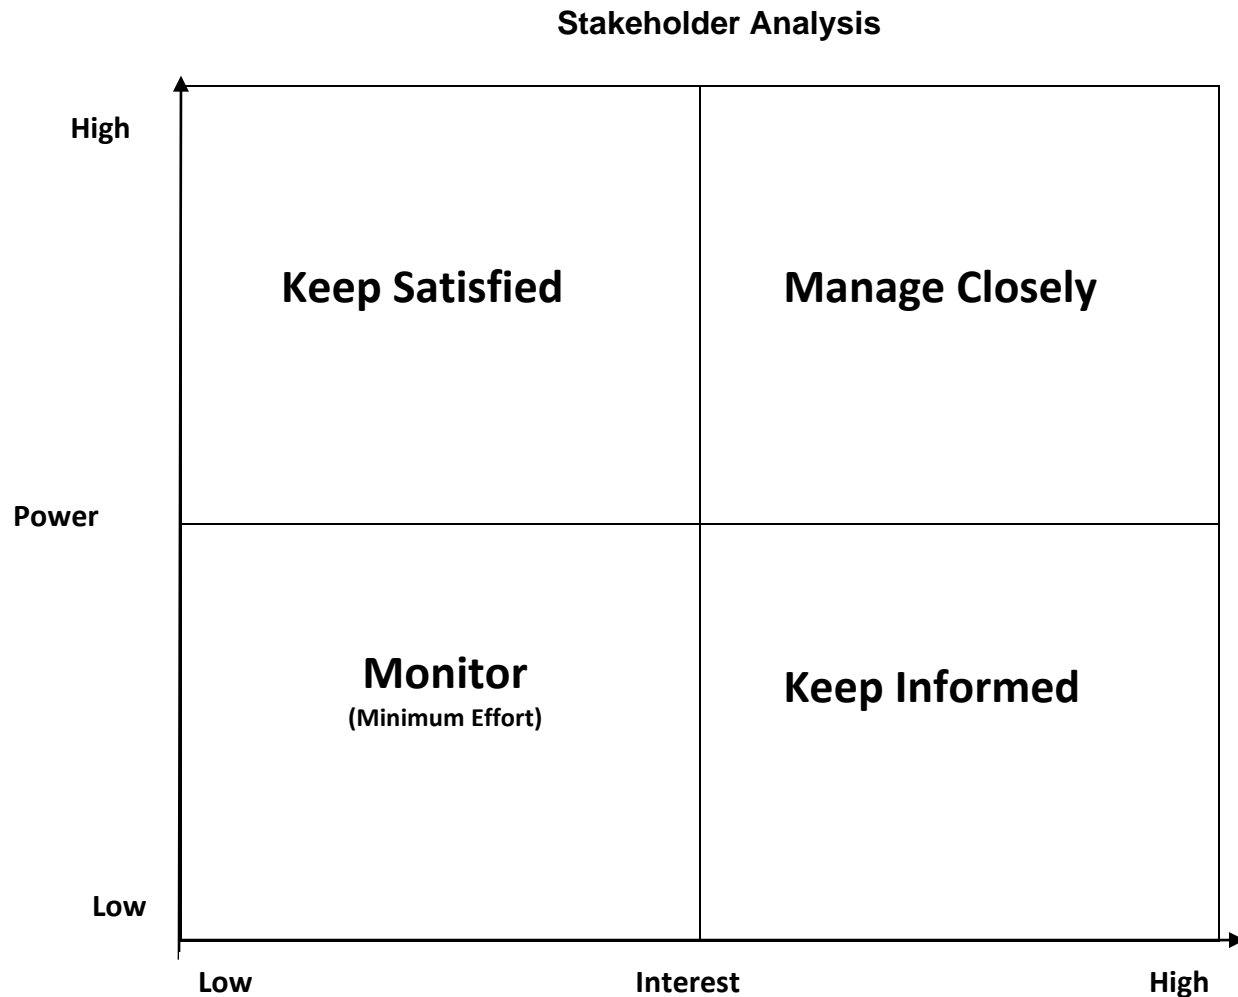 Stakeholder Analysis
High
Keep Satisfied
Manage Closely
Power
Monitor
(Minimum Effort)
Keep Informed
Low
Low
Interest
High